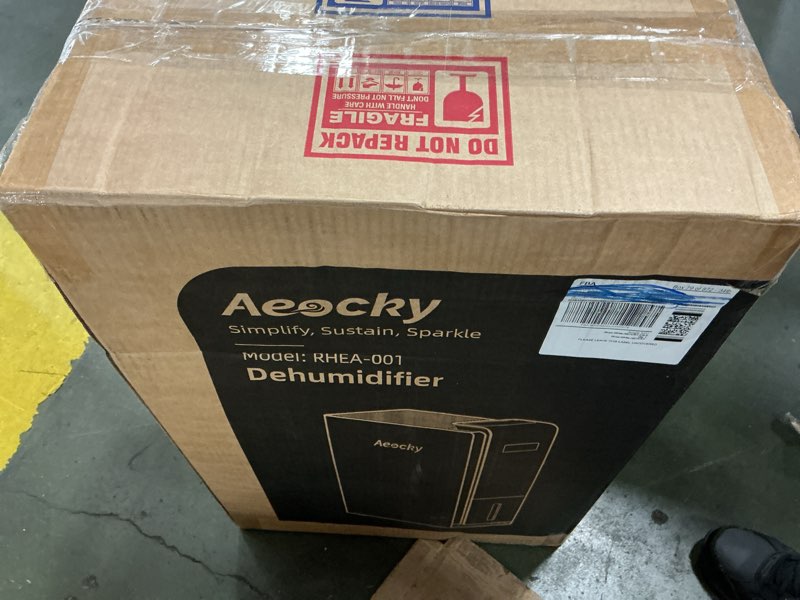 DO NOT REPACK
FRAGILE
HANDLE WITH CARE
DON'T FALL NOT PRESSURE
Aeocky
Simplify, Sustain, Sparkle
Model: RHEA-001
Dehumidifier
FBA
Aeocky